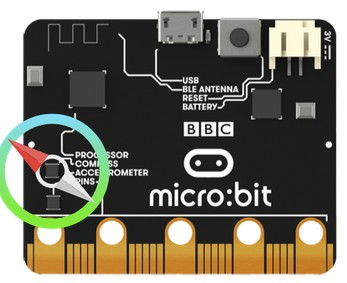 3V
USB
BLE ANTENNA
RESET
BATTERY
BBC
PROCESSOR
COMPASS
ACCELEROMETER
PINS
micro:bit